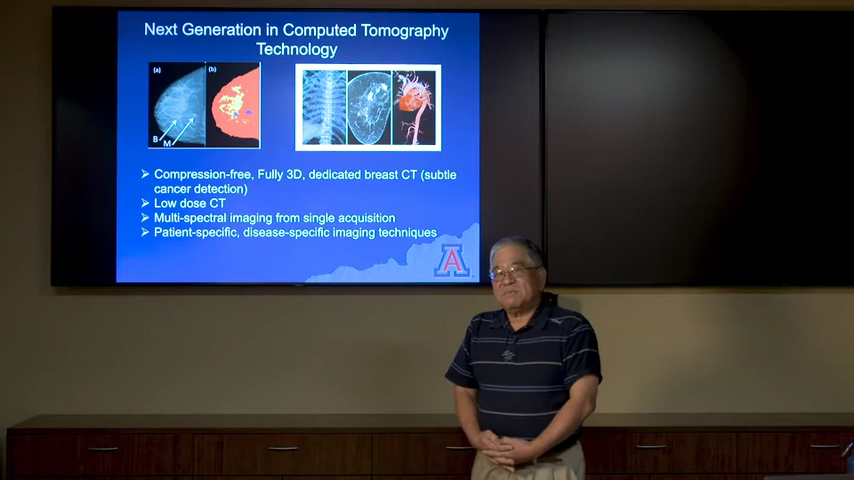 Next Generation in Computed Tomography
Technology
(a)
(b)
B
M
➢ Compression-free, Fully 3D, dedicated breast CT (subtle
cancer detection)
➢ Low dose CT
➢ Multi-spectral imaging from single acquisition
➢ Patient-specific, disease-specific imaging techniques
A